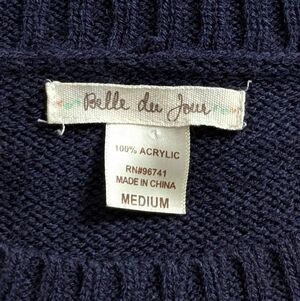 Belle du Jour
100% ACRYLIC
RN#96741
MADE IN CHINA
MEDIUM